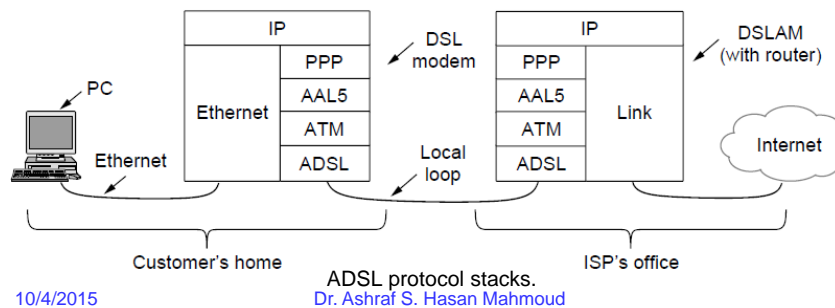 IP
IP
DSL modem
DSLAM (with router)
PPP
PPP
PC
AAL5
AAL5
Ethernet
Link
ATM
ATM
Internet
Ethernet
ADSL
Local loop
ADSL
Customer's home
ISP's office
ADSL protocol stacks.
10/4/2015
Dr. Ashraf S. Hasan Mahmoud